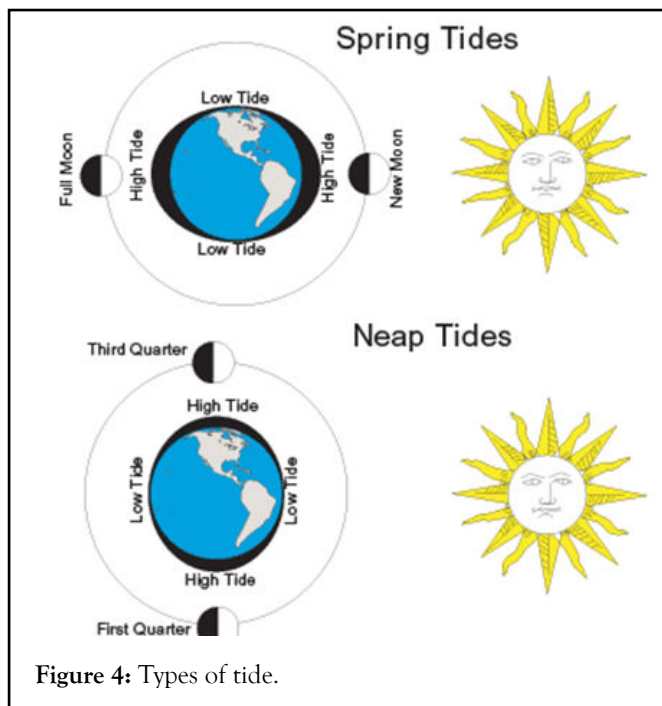 Spring Tides
Low Tide
Full Moon
High Tide
High Tide
New Moon
Low Tide
Neap Tides
Third Quarter
High Tide
Low Tide
Low Tide
High Tide
First Quarter
Figure 4: Types of tide.